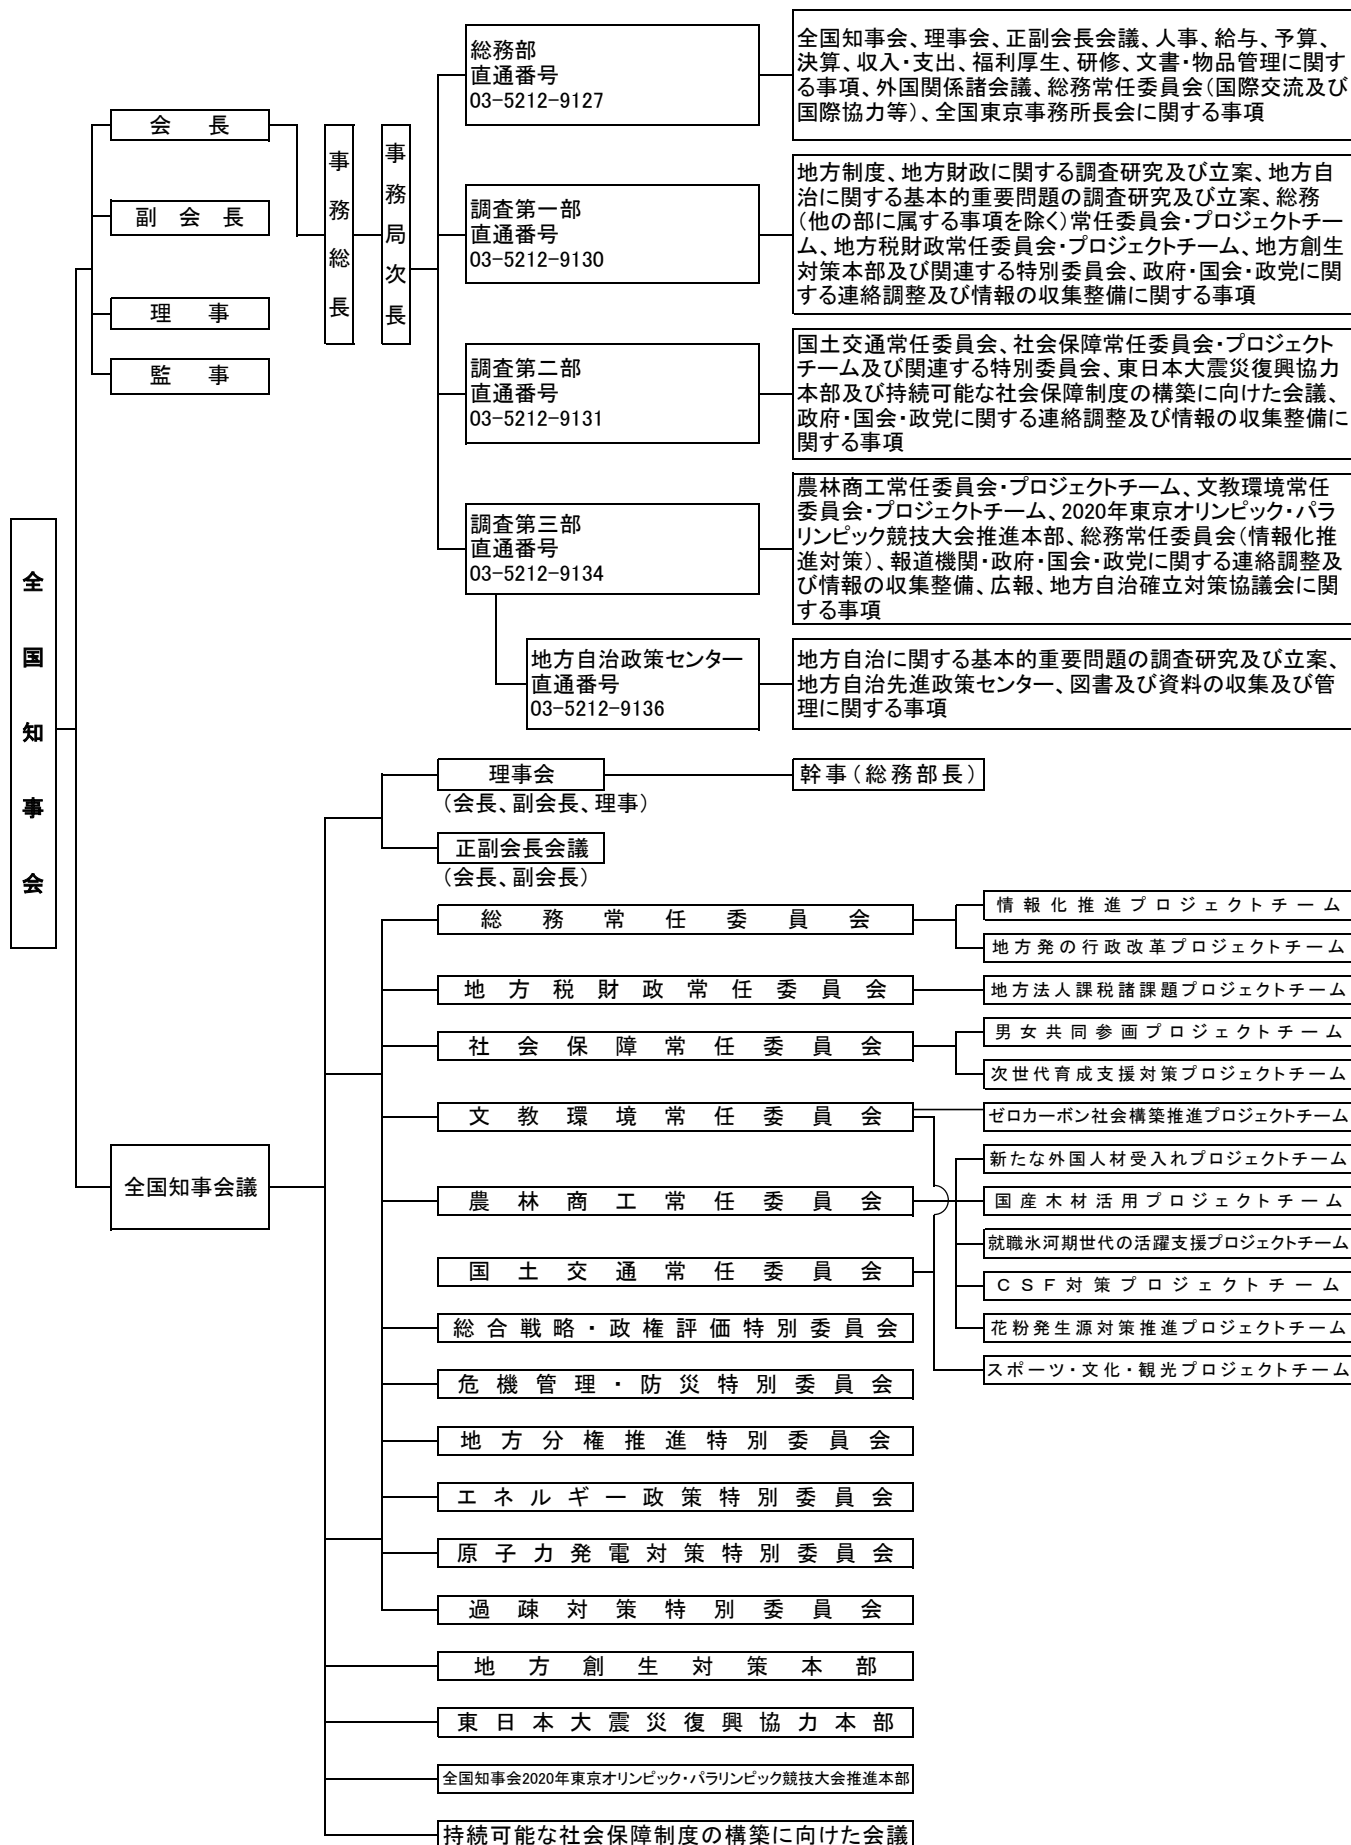 全国知事会
会長
副会長
理事
監事
事務総長
事務局次長
総務部
直通番号
03-5212-9127
全国知事会、理事会、正副会長会議、人事、給与、予算、
決算、収入・支出、福利厚生、研修、文書・物品管理に関す
る事項、外国関係諸会議、総務常任委員会(国際交流及び
国際協力等)、全国東京事務所長会に関する事項
調査第一部
直通番号
03-5212-9130
地方制度、地方財政に関する調査研究及び立案、地方自
治に関する基本的重要問題の調査研究及び立案、総務
(他の部に属する事項を除く)常任委員会・プロジェクトチー
ム、地方税財政常任委員会・プロジェクトチーム、地方創生
対策本部及び関連する特別委員会、政府・国会・政党に関
する連絡調整及び情報の収集整備に関する事項
調査第二部
直通番号
03-5212-9131
国土交通常任委員会、社会保障常任委員会・プロジェクト
チーム及び関連する特別委員会、東日本大震災復興協力
本部及び持続可能な社会保障制度の構築に向けた会議、
政府・国会・政党に関する連絡調整及び情報の収集整備に
関する事項
調査第三部
直通番号
03-5212-9134
農林商工常任委員会・プロジェクトチーム、文教環境常任
委員会・プロジェクトチーム、2020年東京オリンピック・パラ
リンピック競技大会推進本部、総務常任委員会(情報化推
進対策)、報道機関・政府・国会・政党に関する連絡調整及
び情報の収集整備、広報、地方自治確立対策協議会に関
する事項
地方自治政策センター
直通番号
03-5212-9136
地方自治に関する基本的重要問題の調査研究及び立案、
地方自治先進政策センター、図書及び資料の収集及び管
理に関する事項
全国知事会議
理事会
(会長、副会長、理事)
幹事(総務部長)
正副会長会議
(会長、副会長)
総務常任委員会
情報化推進プロジェクトチーム
地方発の行政改革プロジェクトチーム
地方税財政常任委員会
地方法人課税諸課題プロジェクトチーム
社会保障常任委員会
男女共同参画プロジェクトチーム
次世代育成支援対策プロジェクトチーム
文教環境常任委員会
ゼロカーボン社会構築推進プロジェクトチーム
農林商工常任委員会
新たな外国人材受入れプロジェクトチーム
国産木材活用プロジェクトチーム
就職氷河期世代の活躍支援プロジェクトチーム
CSF対策プロジェクトチーム
花粉発生源対策推進プロジェクトチーム
国土交通常任委員会
スポーツ・文化・観光プロジェクトチーム
総合戦略・政権評価特別委員会
危機管理・防災特別委員会
地方分権推進特別委員会
エネルギー政策特別委員会
原子力発電対策特別委員会
過疎対策特別委員会
地方創生対策本部
東日本大震災復興協力本部
全国知事会2020年東京オリンピック・パラリンピック競技大会推進本部
持続可能な社会保障制度の構築に向けた会議